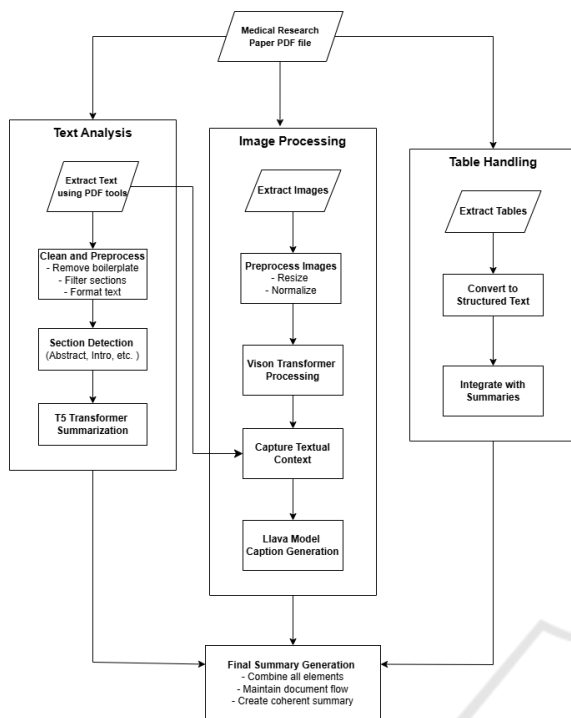 Medical Research
Paper PDF file
Text Analysis
Extract Text
using PDF tools
Clean and Preprocess
- Remove boilerplate
- Filter sections
- Format text
Section Detection
(Abstract, Intro, etc. )
T5 Transformer
Summarization
Image Processing
Extract Images
Preprocess Images
- Resize
- Normalize
Vison Transformer
Processing
Capture Textual
Context
Llava Model
Caption Generation
Table Handling
Extract Tables
Convert to
Structured Text
Integrate with
Summaries
Final Summary Generation
- Combine all elements
- Maintain document flow
- Create coherent summary